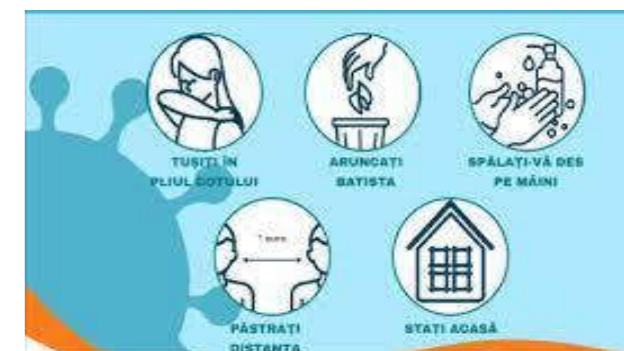 TUȘIȚI ÎN
PLIUL COTULUI
ARUNCAȚI
BATISTA
SPĂLAȚI-VĂ DES
PE MÂINI
PĂSTRAȚI
DISTANȚA
STAȚI ACASĂ